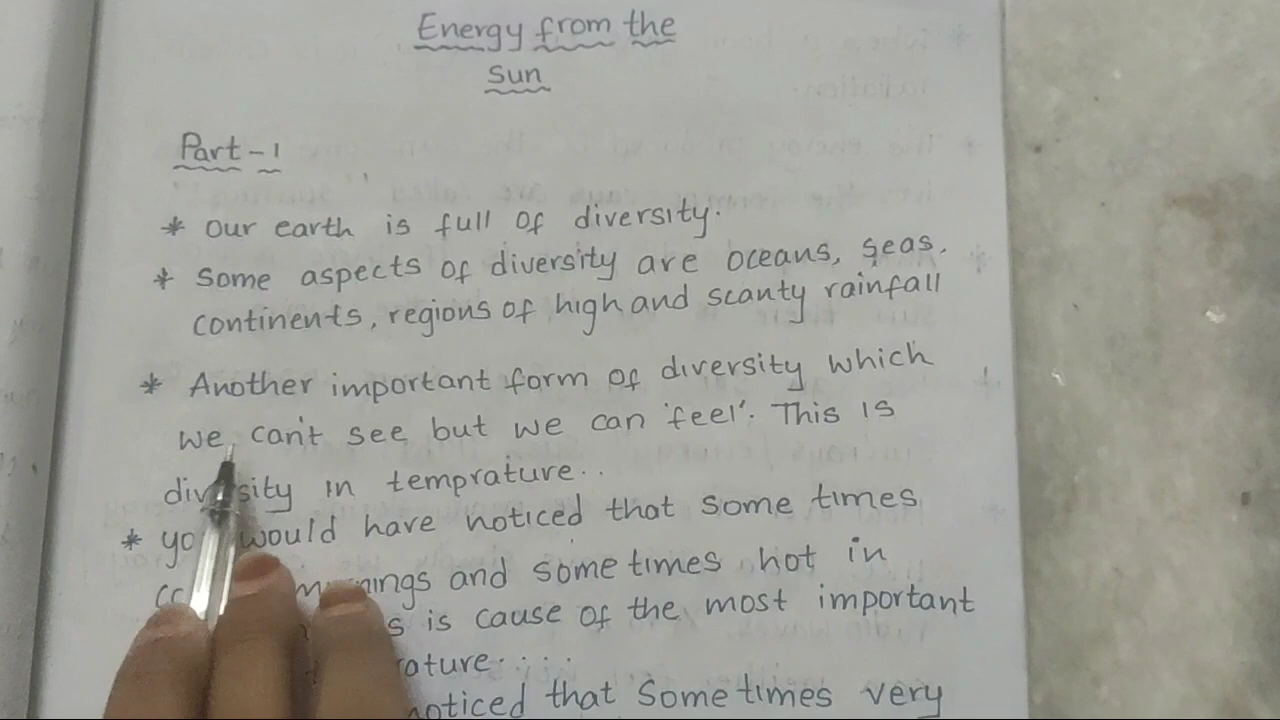 Energy from the
Sun
Part-1
* Our earth is full of diversity.
* Some aspects of diversity are oceans, seas,
continents, regions of high and scanty rainfall
* Another important form of diversity which
we can't see but we can 'feel'. This is
in temprature..
* would have noticed that some times
and some times hot in
is cause of the most important
noticed that Some times very